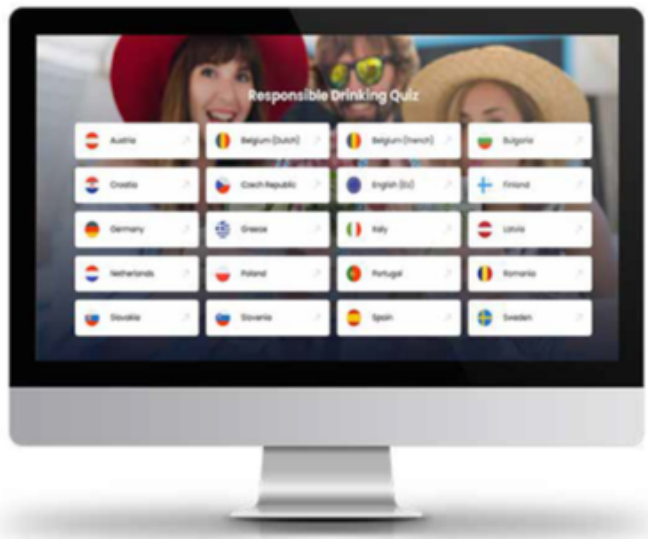 Responsible Drinking Quiz
Austria
Belgium (Dutch)
Belgium (French)
Bulgaria
Croatia
Czech Republic
English (EU)
Finland
Germany
Greece
Italy
Latvia
Netherlands
Poland
Portugal
Romania
Slovakia
Slovenia
Spain
Sweden